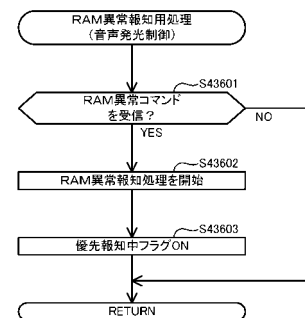 RAM異常報知用処理
(音声発光制御)
S43601
RAM異常コマンド
を受信?
NO
YES
S43602
RAM異常報知処理を開始
S43603
優先報知中フラグON
RETURN